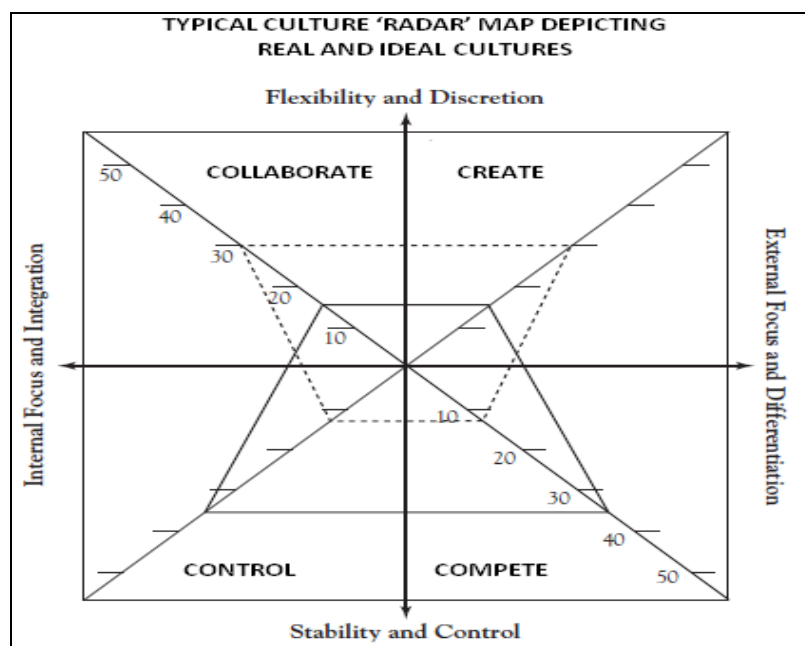 TYPICAL CULTURE ‘RADAR’ MAP DEPICTING
REAL AND IDEAL CULTURES
Flexibility and Discretion
50
COLLABORATE
CREATE
40
30
20
10
Internal Focus and Integration
External Focus and Differentiation
10
20
30
40
50
CONTROL
COMPETE
Stability and Control